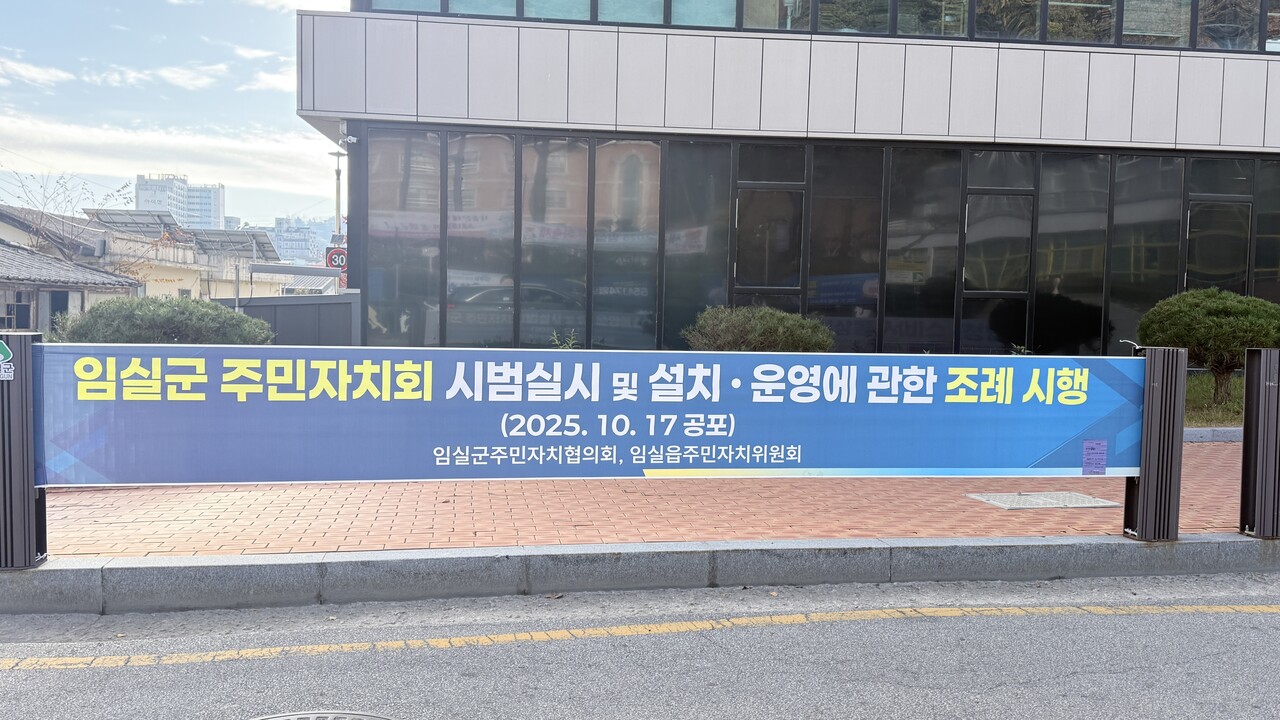 임실군 주민자치회 시범실시 및 설치·운영에 관한 조례 시행
(2025. 10. 17 공포)
임실군주민자치협의회, 임실읍주민자치위원회
30